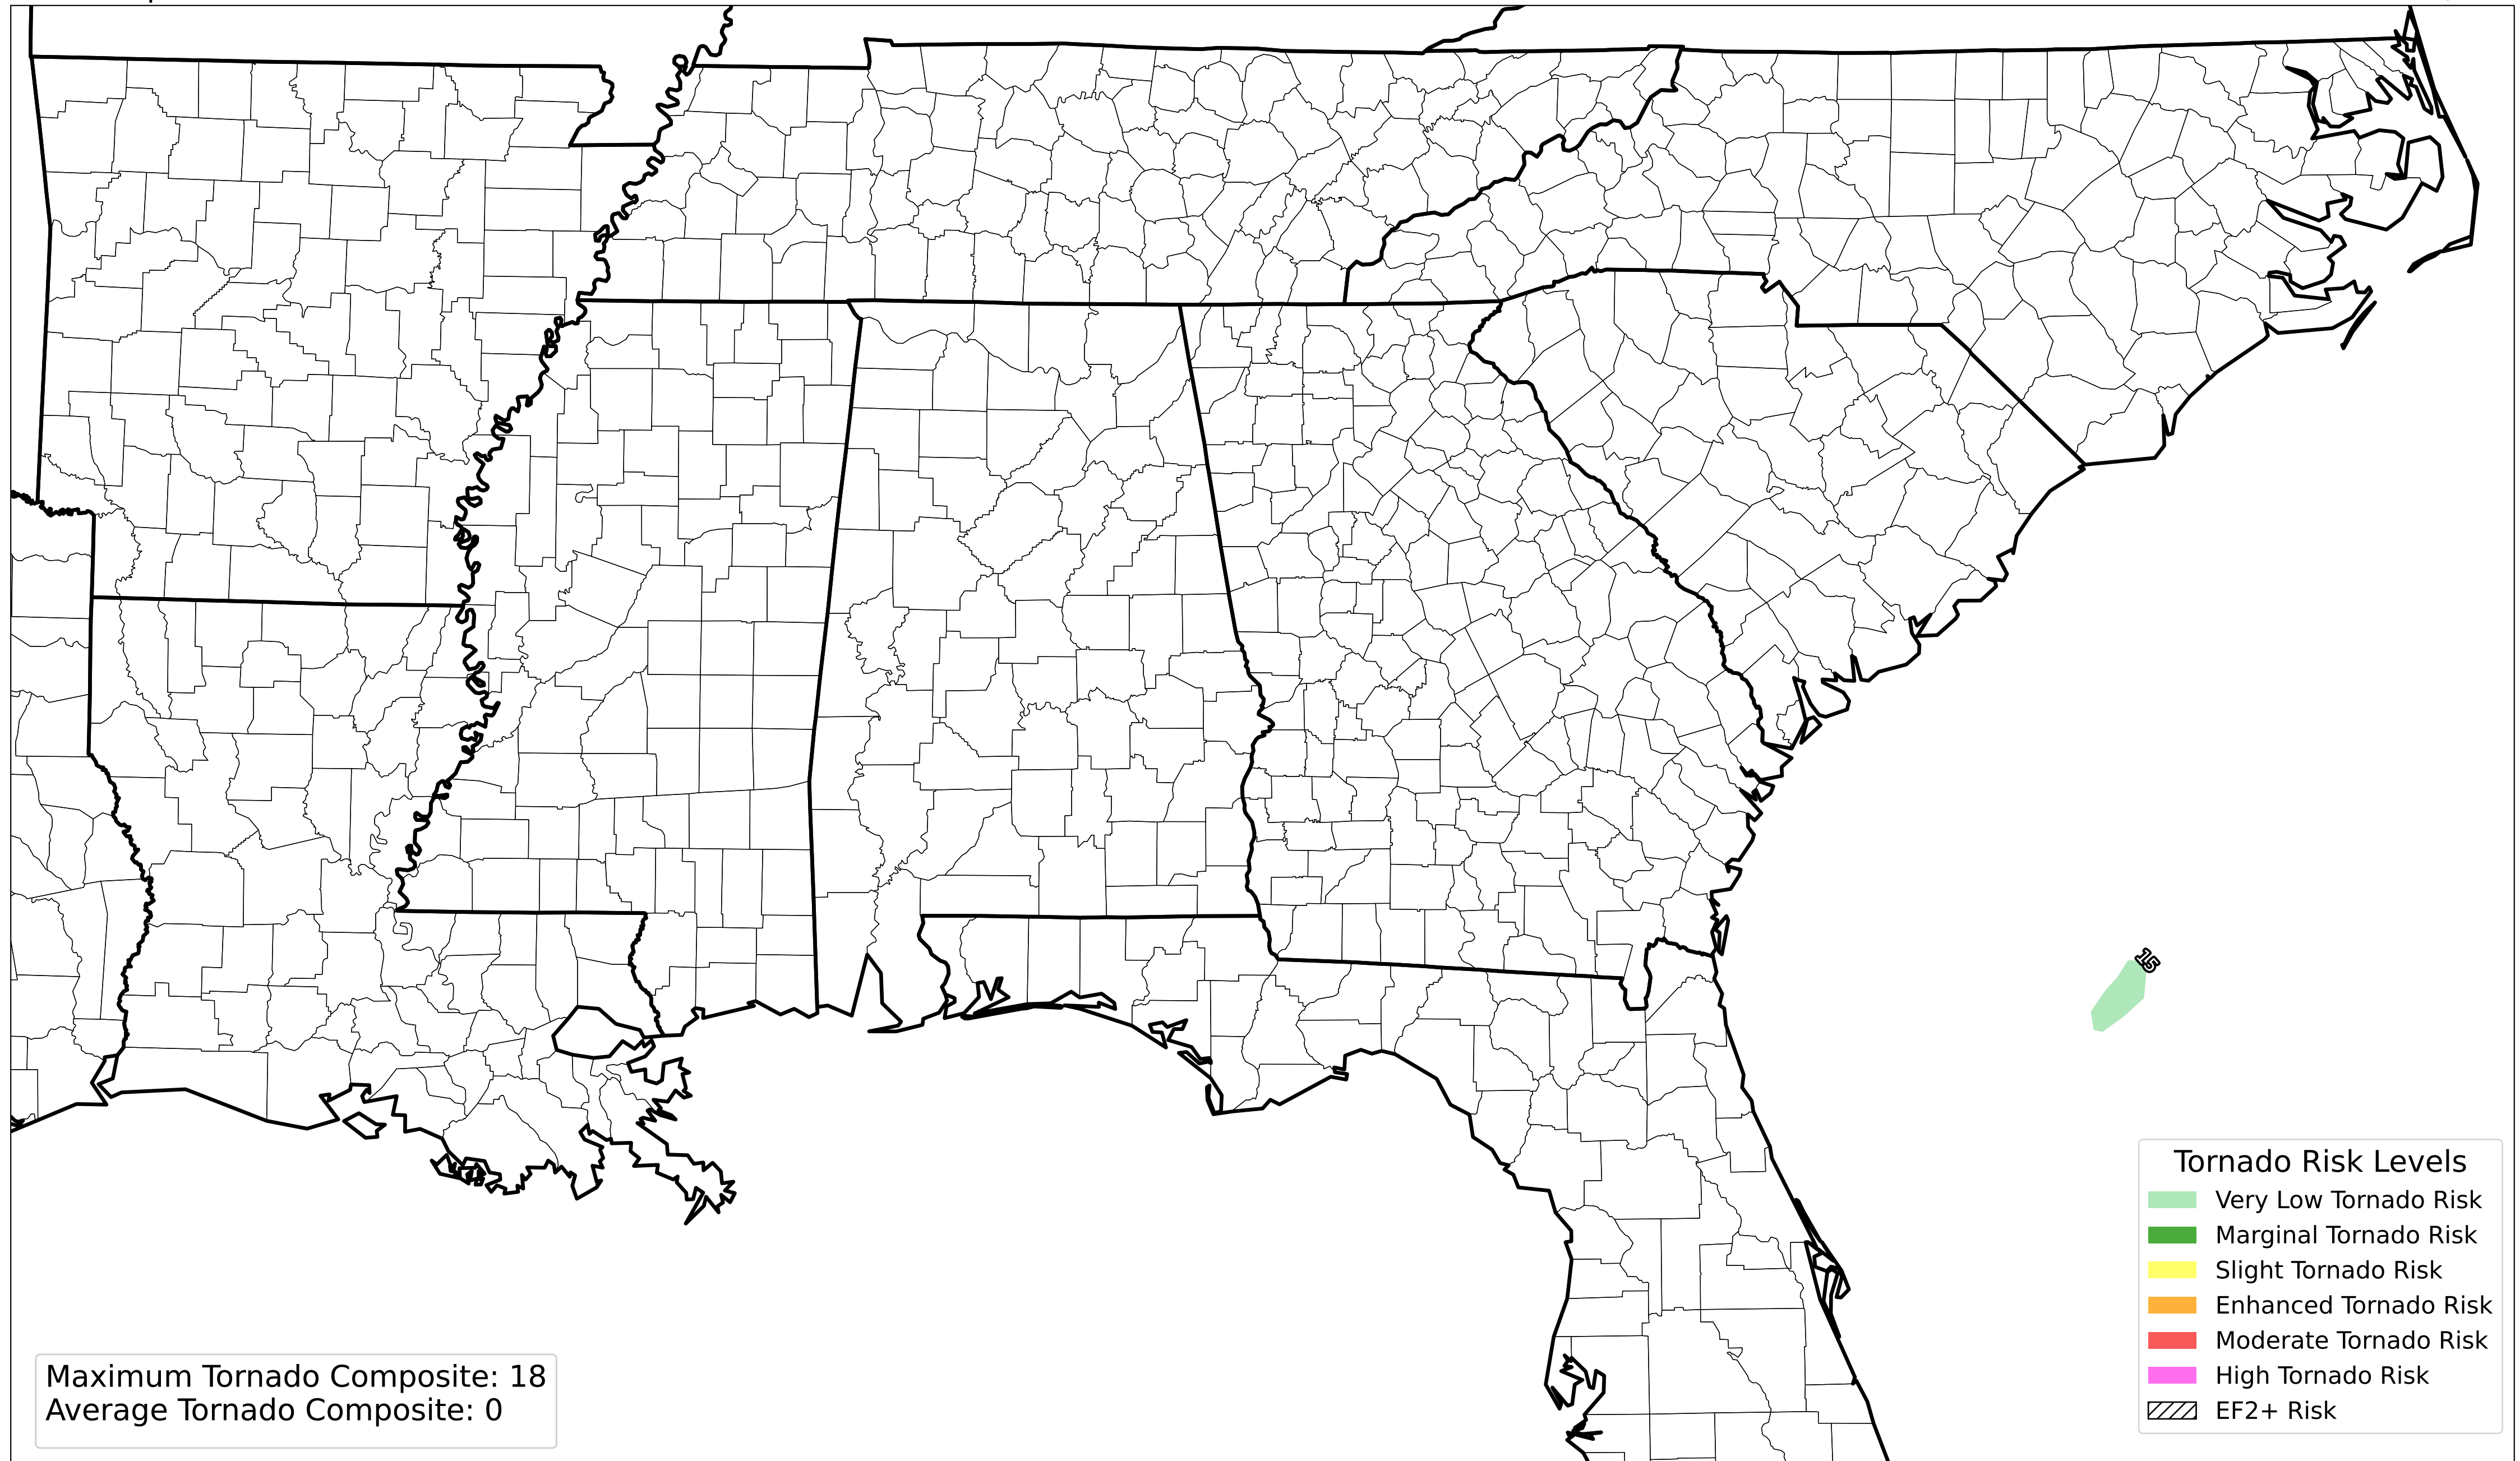 15
Tornado Risk Levels
Very Low Tornado Risk
Marginal Tornado Risk
Slight Tornado Risk
Enhanced Tornado Risk
Moderate Tornado Risk
High Tornado Risk
EF2+ Risk
Maximum Tornado Composite: 18
Average Tornado Composite: 0